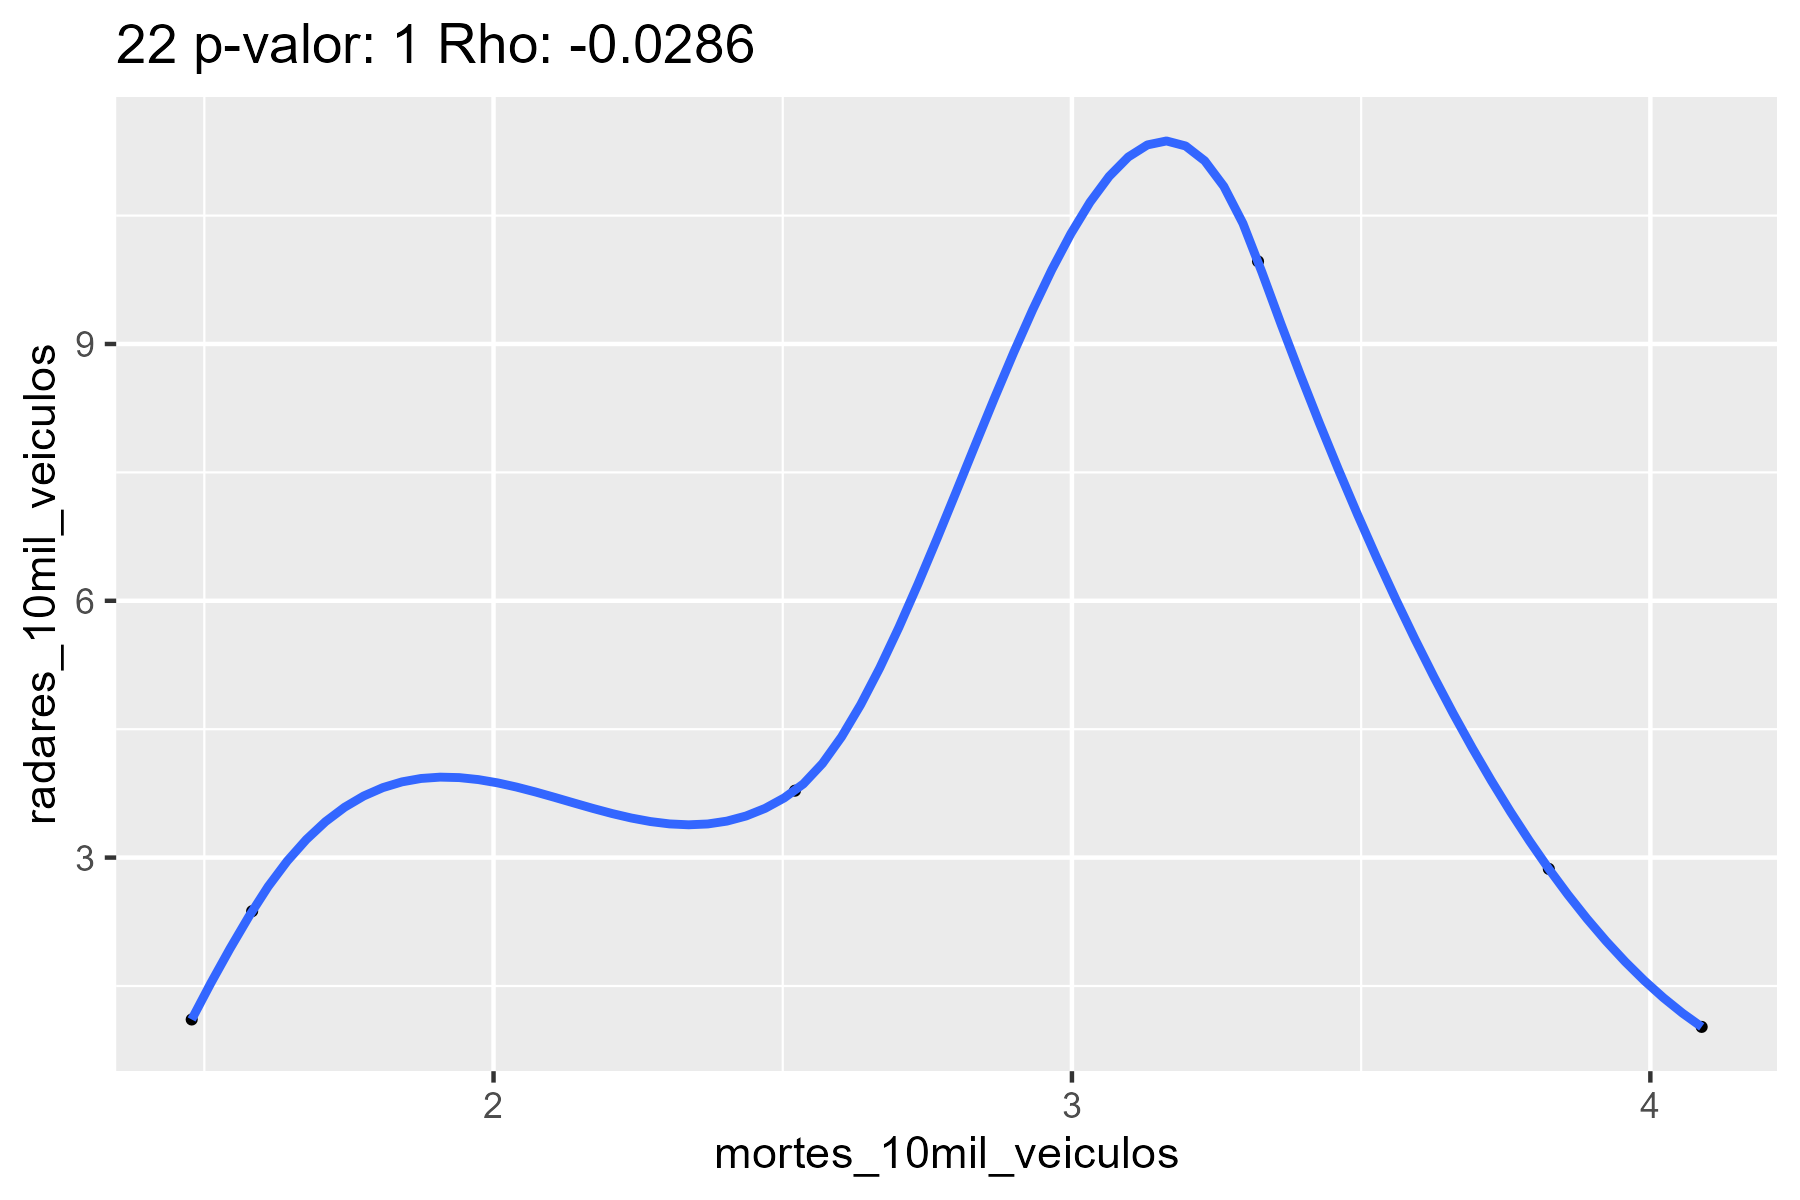 22 p-valor: 1 Rho: -0.0286
radares_10mil_veiculos
9
6
3
2
3
4
mortes_10mil_veiculos